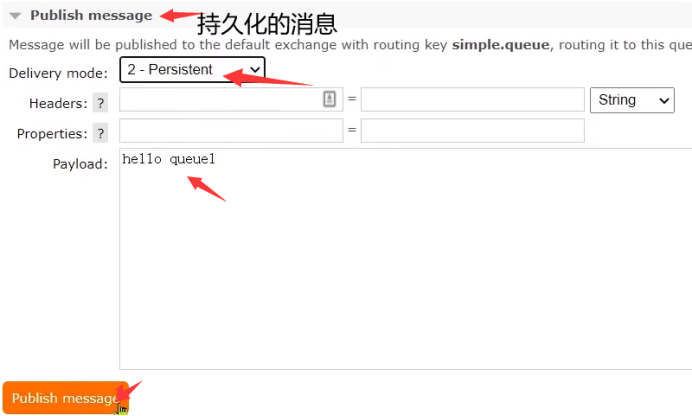 Publish message
持久化的消息
Message will be published to the default exchange with routing key simple.queue, routing it to this que
Delivery mode: 2 - Persistent
Headers: ? = String
Properties: ? =
Payload: hello queue1
Publish message